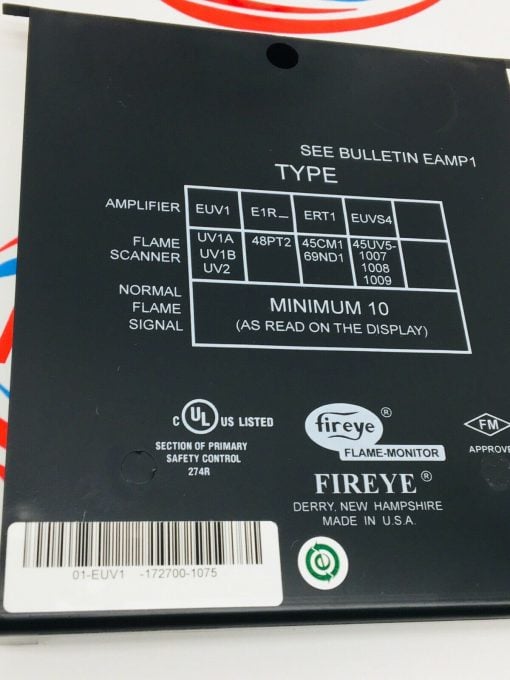 SEE BULLETIN EAMP1
TYPE
AMPLIFIER EUV1 E1R_ ERT1 EUVS4
FLAME SCANNER UV1A UV1B UV2 48PT2 45CM1 69ND1 45UV5- 1007 1008 1009
NORMAL FLAME SIGNAL MINIMUM 10
(AS READ ON THE DISPLAY)
C UL US LISTED
SECTION OF PRIMARY
SAFETY CONTROL
274R
fireye ®
FLAME-MONITOR
FM
APPROVE
FIREYE ®
DERRY, NEW HAMPSHIRE
MADE IN U.S.A.
e
01-EUV1 -172700-1075